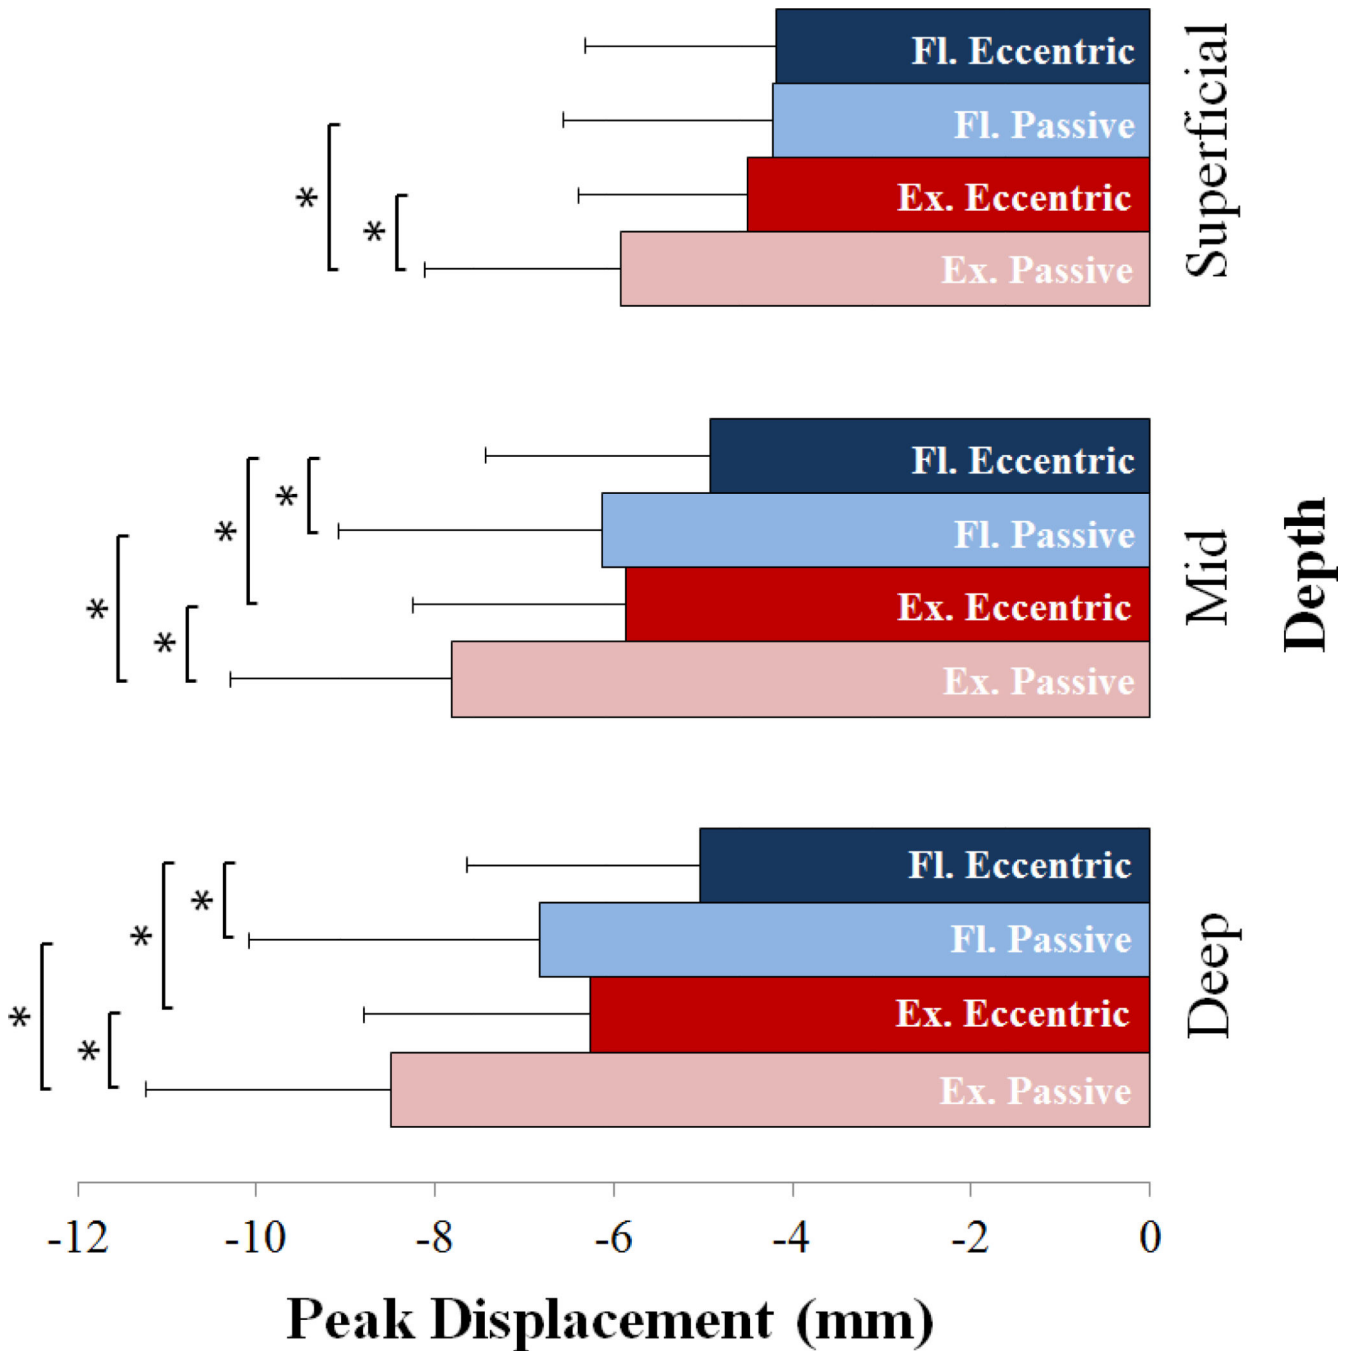 Fl. Eccentric
Fl. Passive
Ex. Eccentric
Ex. Passive
Superficial
*
*
Fl. Eccentric
Fl. Passive
Ex. Eccentric
Ex. Passive
Mid
*
*
*
*
Depth
Fl. Eccentric
Fl. Passive
Ex. Eccentric
Ex. Passive
Deep
*
*
*
*
-12 -10 -8 -6 -4 -2 0
Peak Displacement (mm)